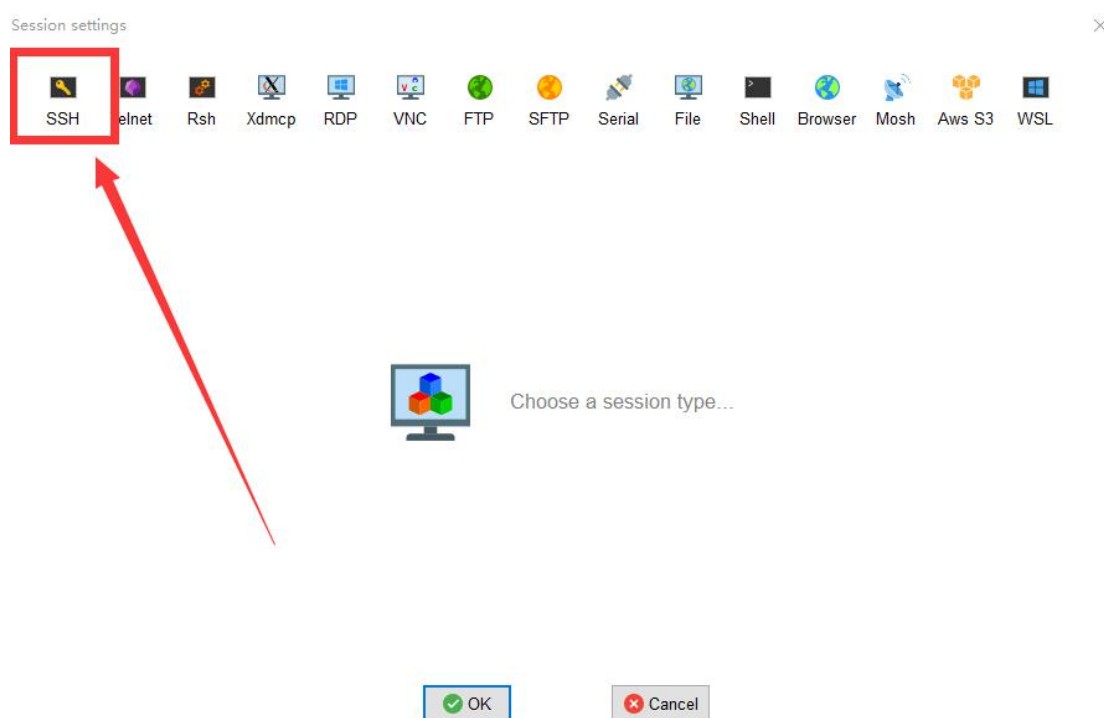 Session settings
SSH elnet Rsh Xdmcp RDP VNC FTP SFTP Serial File Shell Browser Mosh Aws S3 WSL
Choose a session type...
OK Cancel